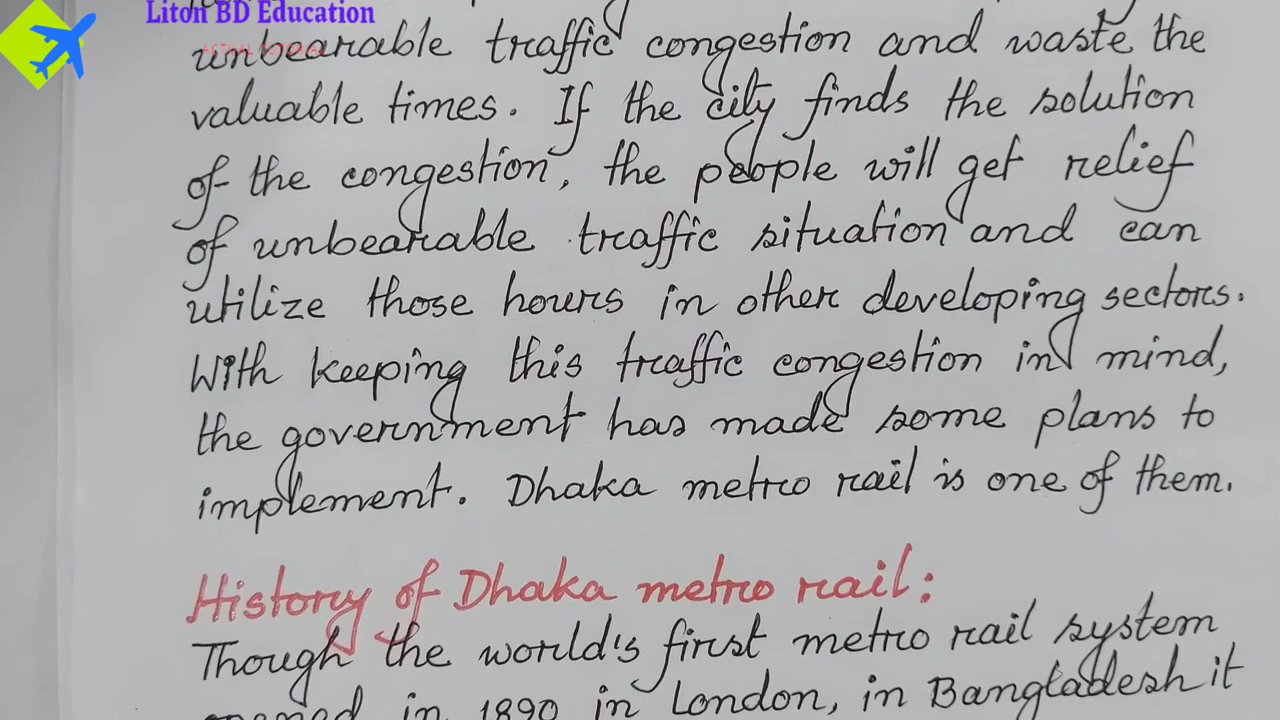 Liton BD Education
unbearable traffic congestion and waste the
valuable times. If the city finds the solution
of the congestion, the people will get relief
of unbearable traffic situation and can
utilize those hours in other developing sectors.
With keeping this traffic congestion in mind,
the government has made some plans to
implement. Dhaka metro rail is one of them.
History of Dhaka metro rail:
Though the world's first metro rail system
opened in 1890 in London, in Bangladesh it